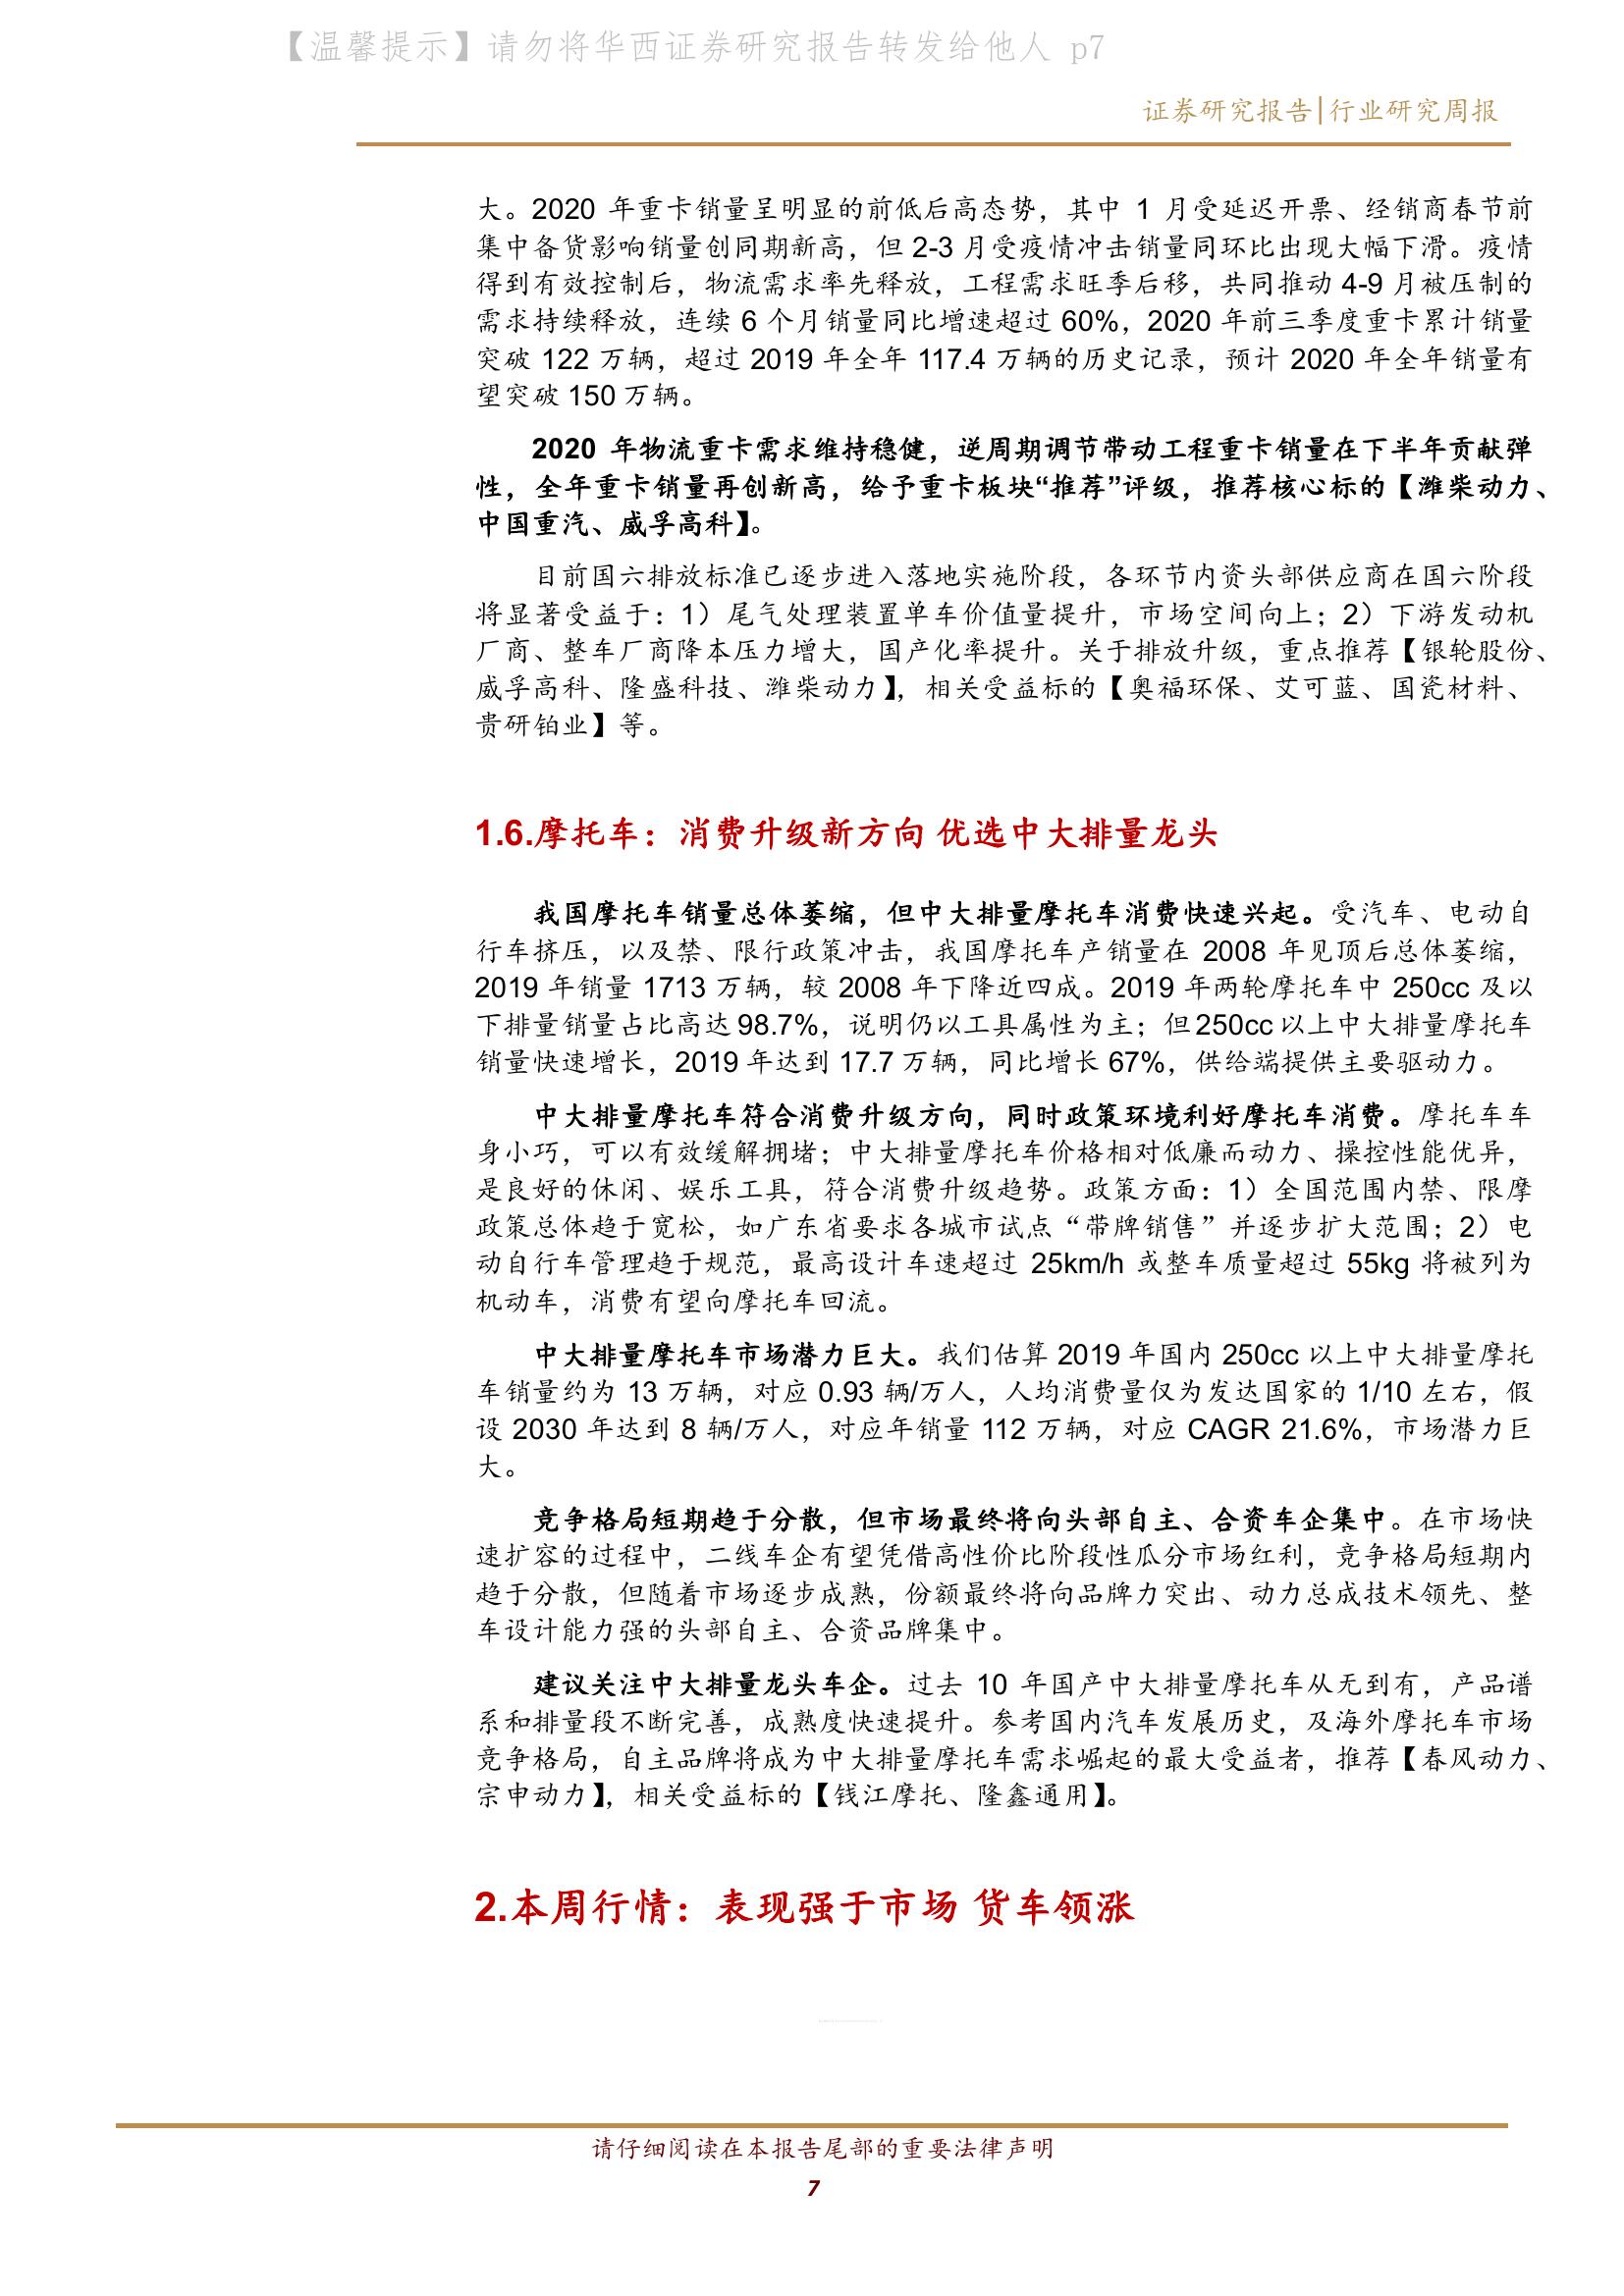 【温馨提示】请勿将华西证券研究报告转发给他人 p7
证券研究报告|行业研究周报
大。2020 年重卡销量呈明显的前低后高态势，其中 1 月受延迟开票、经销商春节前
集中备货影响销量创同期新高，但 2-3 月受疫情冲击销量同环比出现大幅下滑。疫情
得到有效控制后，物流需求率先释放，工程需求旺季后移，共同推动 4-9 月被压制的
需求持续释放，连续 6 个月销量同比增速超过 60%，2020 年前三季度重卡累计销量
突破 122 万辆，超过 2019 年全年 117.4 万辆的历史记录，预计 2020 年全年销量有
望突破 150 万辆。
2020 年物流重卡需求维持稳健，逆周期调节带动工程重卡销量在下半年贡献弹
性，全年重卡销量再创新高，给予重卡板块“推荐”评级，推荐核心标的【潍柴动力、
中国重汽、威孚高科】。
目前国六排放标准已逐步进入落地实施阶段，各环节内资头部供应商在国六阶段
将显著受益于：1）尾气处理装置单车价值量提升，市场空间向上；2）下游发动机
厂商、整车厂商降本压力增大，国产化率提升。关于排放升级，重点推荐【银轮股份、
威孚高科、隆盛科技、潍柴动力】，相关受益标的【奥福环保、艾可蓝、国瓷材料、
贵研铂业】等。
1.6.摩托车：消费升级新方向 优选中大排量龙头
我国摩托车销量总体萎缩，但中大排量摩托车消费快速兴起。受汽车、电动自
行车挤压，以及禁、限行政策冲击，我国摩托车产销量在 2008 年见顶后总体萎缩，
2019 年销量 1713 万辆，较 2008 年下降近四成。2019 年两轮摩托车中 250cc 及以
下排量销量占比高达 98.7%，说明仍以工具属性为主；但 250cc 以上中大排量摩托车
销量快速增长，2019 年达到 17.7 万辆，同比增长 67%，供给端提供主要驱动力。
中大排量摩托车符合消费升级方向，同时政策环境利好摩托车消费。摩托车车
身小巧，可以有效缓解拥堵；中大排量摩托车价格相对低廉而动力、操控性能优异，
是良好的休闲、娱乐工具，符合消费升级趋势。政策方面：1）全国范围内禁、限摩
政策总体趋于宽松，如广东省要求各城市试点“带牌销售”并逐步扩大范围；2）电
动自行车管理趋于规范，最高设计车速超过 25km/h 或整车质量超过 55kg 将被列为
机动车，消费有望向摩托车回流。
中大排量摩托车市场潜力巨大。我们估算 2019 年国内 250cc 以上中大排量摩托
车销量约为 13 万辆，对应 0.93 辆/万人，人均消费量仅为发达国家的 1/10 左右，假
设 2030 年达到 8 辆/万人，对应年销量 112 万辆，对应 CAGR 21.6%，市场潜力巨
大。
竞争格局短期趋于分散，但市场最终将向头部自主、合资车企集中。在市场快
速扩容的过程中，二线车企有望凭借高性价比阶段性瓜分市场红利，竞争格局短期内
趋于分散，但随着市场逐步成熟，份额最终将向品牌力突出、动力总成技术领先、整
车设计能力强的头部自主、合资品牌集中。
建议关注中大排量龙头车企。过去 10 年国产中大排量摩托车从无到有，产品谱
系和排量段不断完善，成熟度快速提升。参考国内汽车发展历史，及海外摩托车市场
竞争格局，自主品牌将成为中大排量摩托车需求崛起的最大受益者，推荐【春风动力、
宗申动力】，相关受益标的【钱江摩托、隆鑫通用】。
2.本周行情：表现强于市场 货车领涨
请仔细阅读在本报告尾部的重要法律声明
7